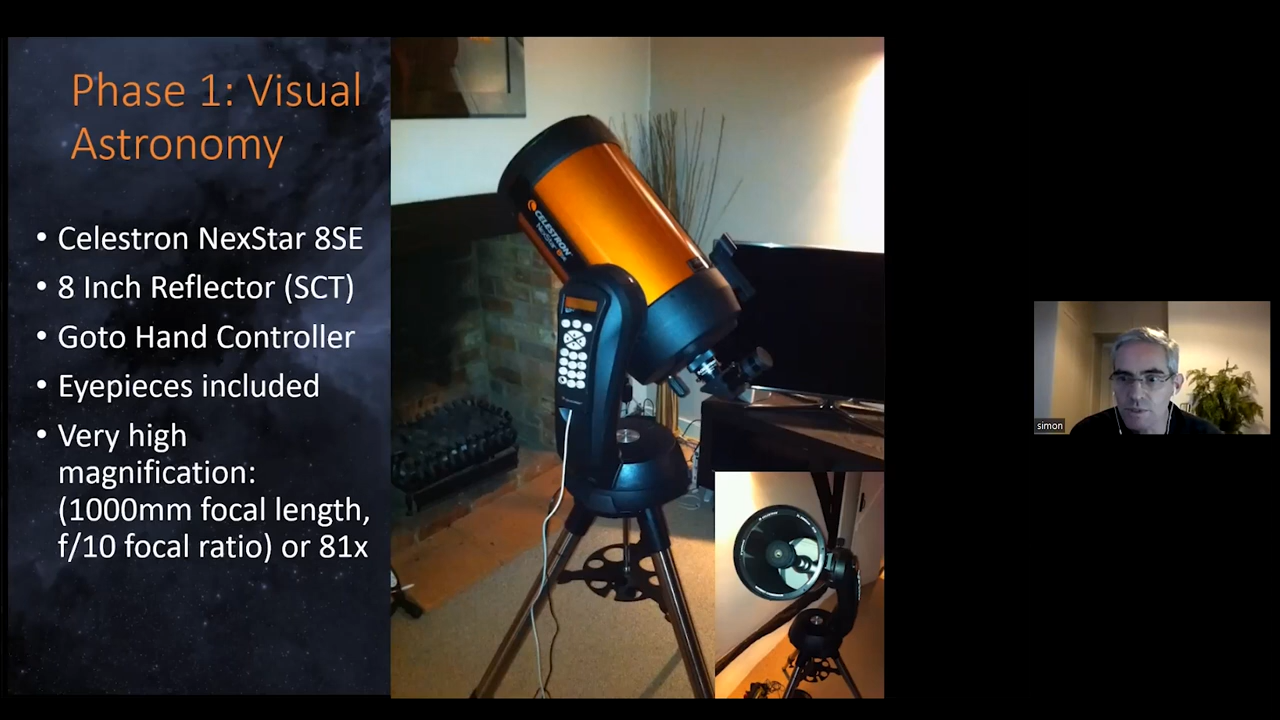 Phase 1: Visual
Astronomy
• Celestron NexStar 8SE
• 8 Inch Reflector (SCT)
• Goto Hand Controller
• Eyepieces included
• Very high
magnification:
(1000mm focal length,
f/10 focal ratio) or 81x
CELESTRON
NexStar
simon